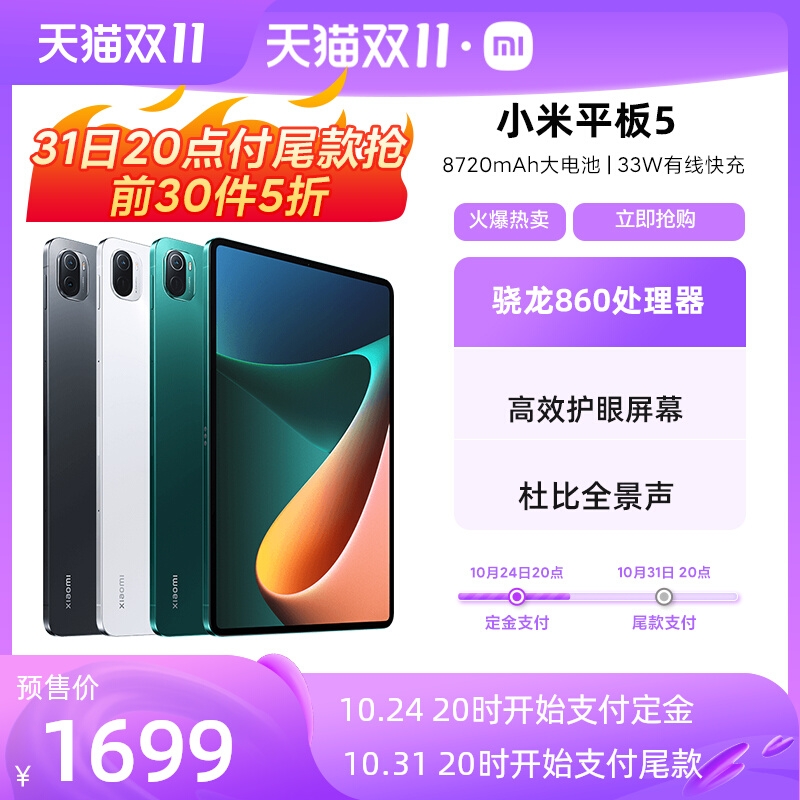 天猫双11
天猫双11·mi
31日20点付尾款抢
前30件5折
小米平板5
8720mAh大电池 | 33W有线快充
火爆热卖
立即抢购
骁龙860处理器
高效护眼屏幕
杜比全景声
10月24日20点
10月31日 20点
定金支付
尾款支付
xiaomi
xiaomi
xiaomi
预售价
¥1699
10.24 20时开始支付定金
10.31 20时开始支付尾款